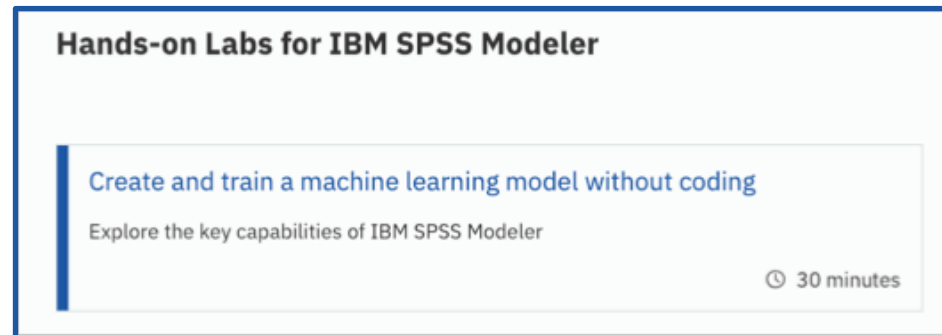 Hands-on Labs for IBM SPSS Modeler
Create and train a machine learning model without coding
Explore the key capabilities of IBM SPSS Modeler
30 minutes